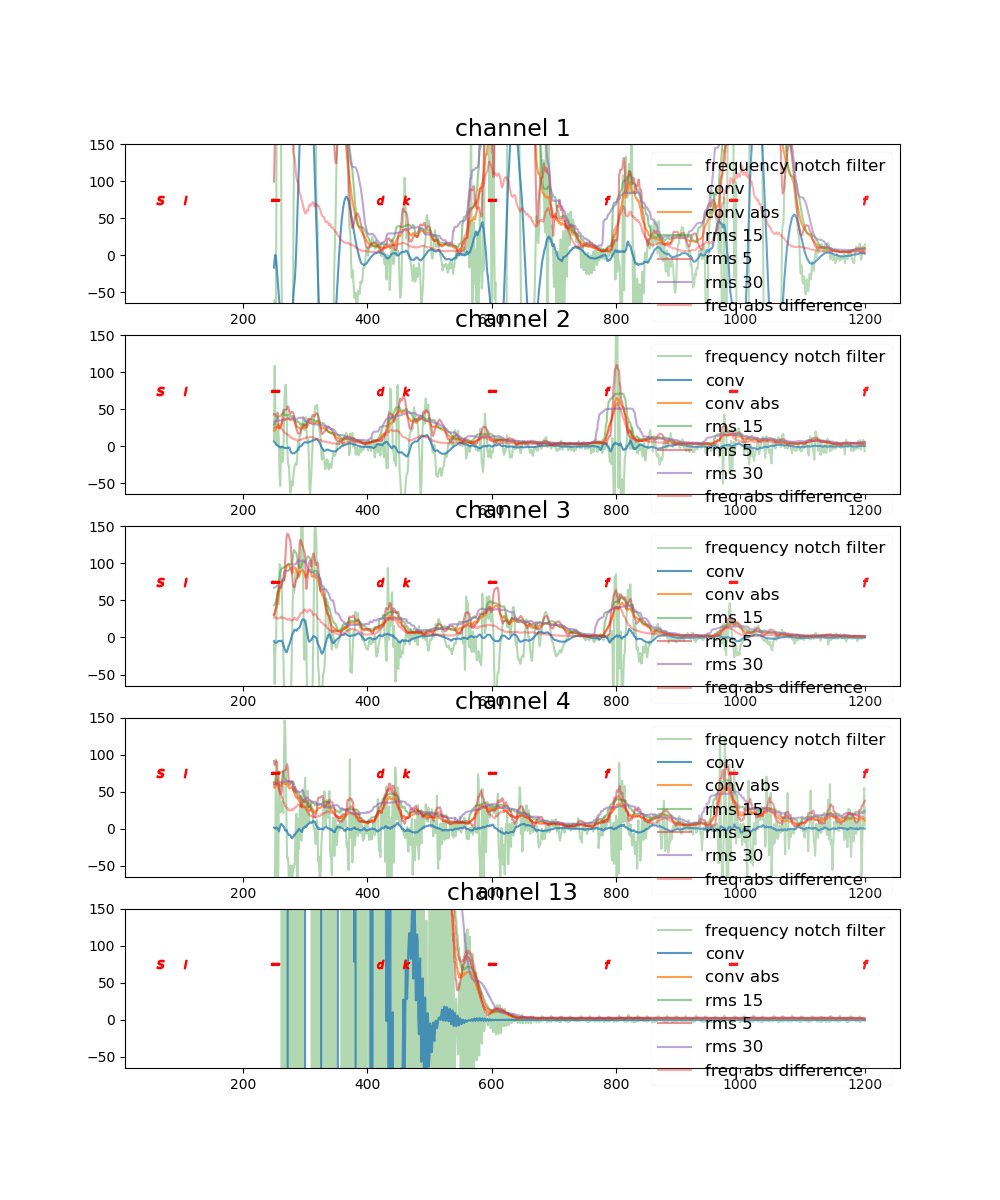 channel 1
150
100
50
0
−50
S l – d k – f – f
frequency notch filter
conv
conv abs
rms 15
rms 5
rms 30
freq abs difference
200 400 600 800 1000 1200
channel 2
150
100
50
0
−50
S l – d k f – f
frequency notch filter
conv
conv abs
rms 15
rms 5
rms 30
freq abs difference
200 400 600 800 1000 1200
channel 3
150
100
50
0
−50
S l – d k – f – f
frequency notch filter
conv
conv abs
rms 15
rms 5
rms 30
freq abs difference
200 400 600 800 1000 1200
channel 4
150
100
50
0
−50
S l – d k – f – f
frequency notch filter
conv
conv abs
rms 15
rms 5
rms 30
freq abs difference
200 400 600 800 1000 1200
channel 13
150
100
50
0
−50
S l – d k – f – f
frequency notch filter
conv
conv abs
rms 15
rms 5
rms 30
freq abs difference
200 400 600 800 1000 1200